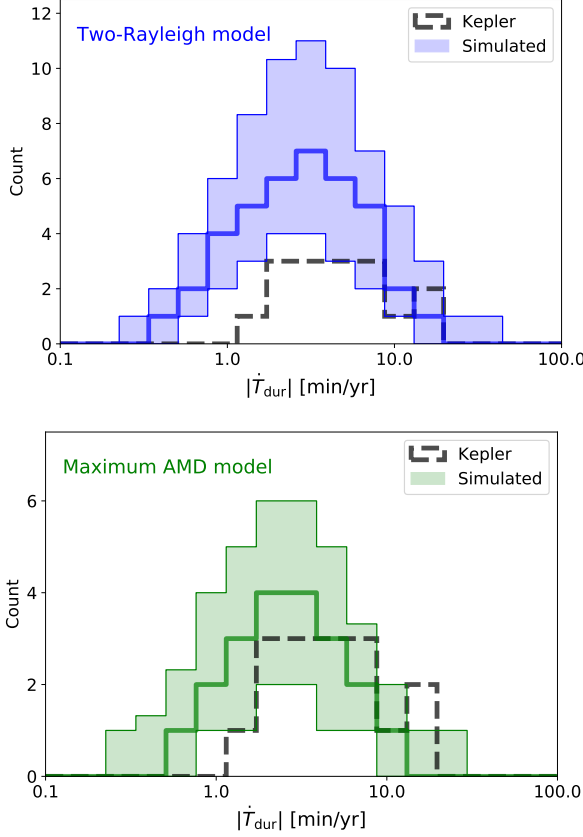 Two-Rayleigh model
Kepler
Simulated
12
10
8
6
4
2
0
Count
0.1
1.0
10.0
100.0
|Ṫ_dur| [min/yr]
Maximum AMD model
Kepler
Simulated
6
4
2
0
Count
0.1
1.0
10.0
100.0
|Ṫ_dur| [min/yr]